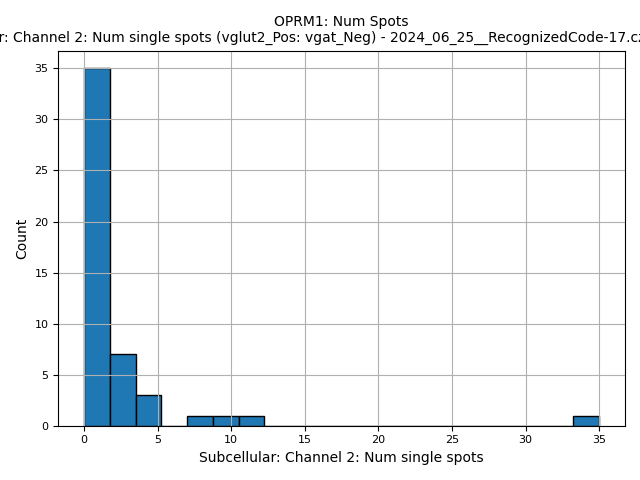 OPRM1: Num Spots
r: Channel 2: Num single spots (vglut2_Pos: vgat_Neg) - 2024_06_25__RecognizedCode-17.cz
35
30
25
20
15
10
5
0
Count
0 5 10 15 20 25 30 35
Subcellular: Channel 2: Num single spots